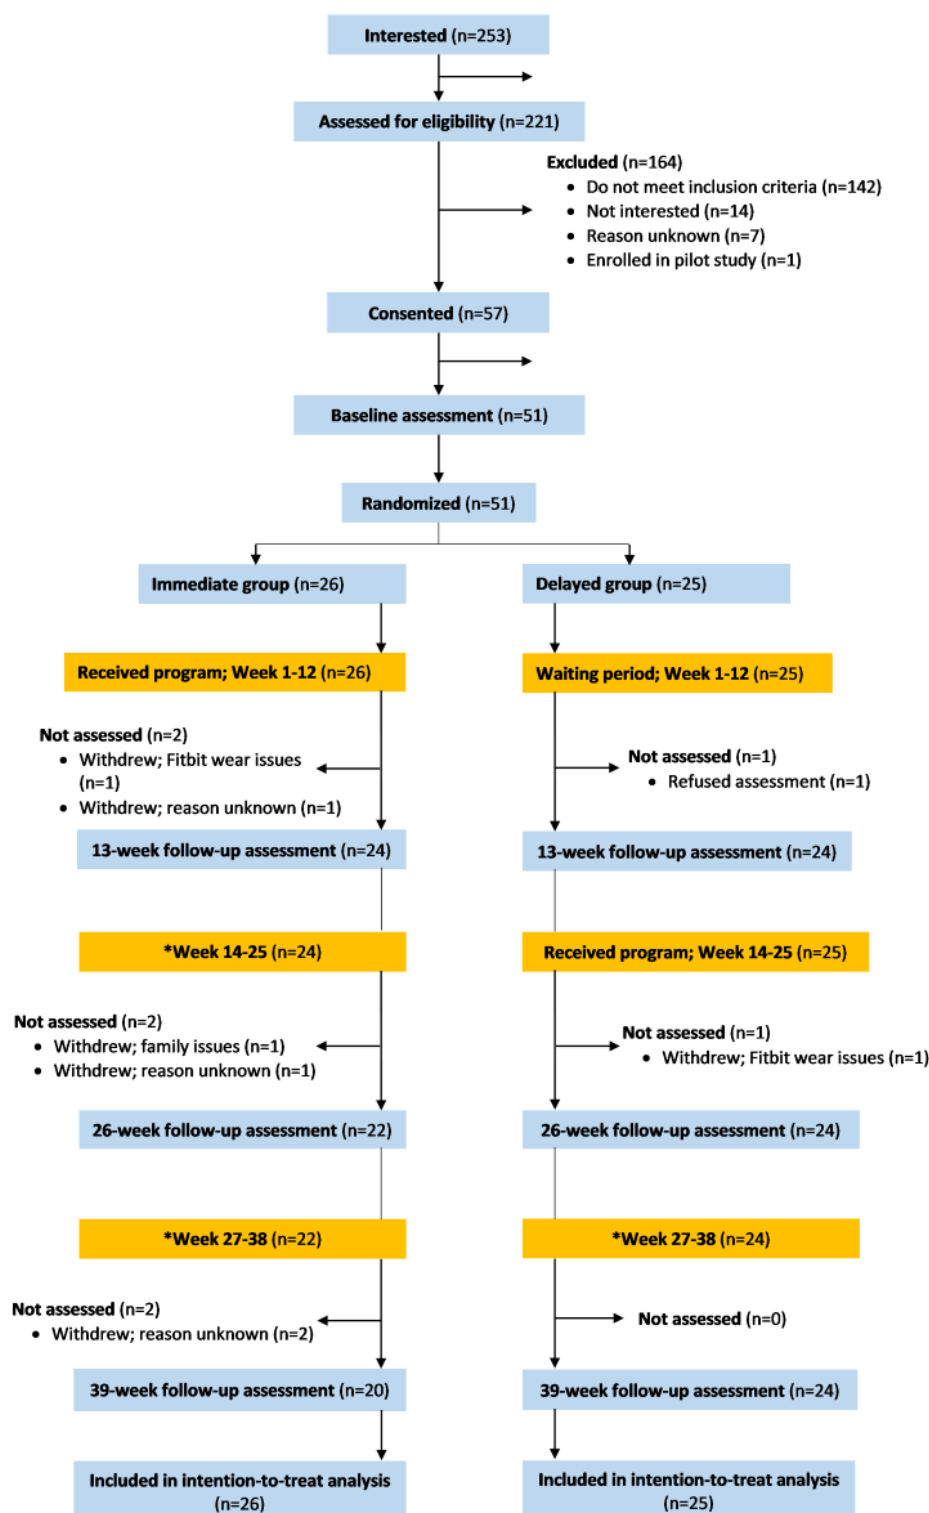 Interested (n=253)
Assessed for eligibility (n=221)
Excluded (n=164)
• Do not meet inclusion criteria (n=142)
• Not interested (n=14)
• Reason unknown (n=7)
• Enrolled in pilot study (n=1)
Consented (n=57)
Baseline assessment (n=51)
Randomized (n=51)
Immediate group (n=26)
Delayed group (n=25)
Received program; Week 1-12 (n=26)
Waiting period; Week 1-12 (n=25)
Not assessed (n=2)
• Withdrew; Fitbit wear issues
(n=1)
• Withdrew; reason unknown (n=1)
Not assessed (n=1)
• Refused assessment (n=1)
13-week follow-up assessment (n=24)
13-week follow-up assessment (n=24)
*Week 14-25 (n=24)
Received program; Week 14-25 (n=25)
Not assessed (n=2)
• Withdrew; family issues (n=1)
• Withdrew; reason unknown (n=1)
Not assessed (n=1)
• Withdrew; Fitbit wear issues (n=1)
26-week follow-up assessment (n=22)
26-week follow-up assessment (n=24)
*Week 27-38 (n=22)
*Week 27-38 (n=24)
Not assessed (n=2)
• Withdrew; reason unknown (n=2)
Not assessed (n=0)
39-week follow-up assessment (n=20)
39-week follow-up assessment (n=24)
Included in intention-to-treat analysis
(n=26)
Included in intention-to-treat analysis
(n=25)